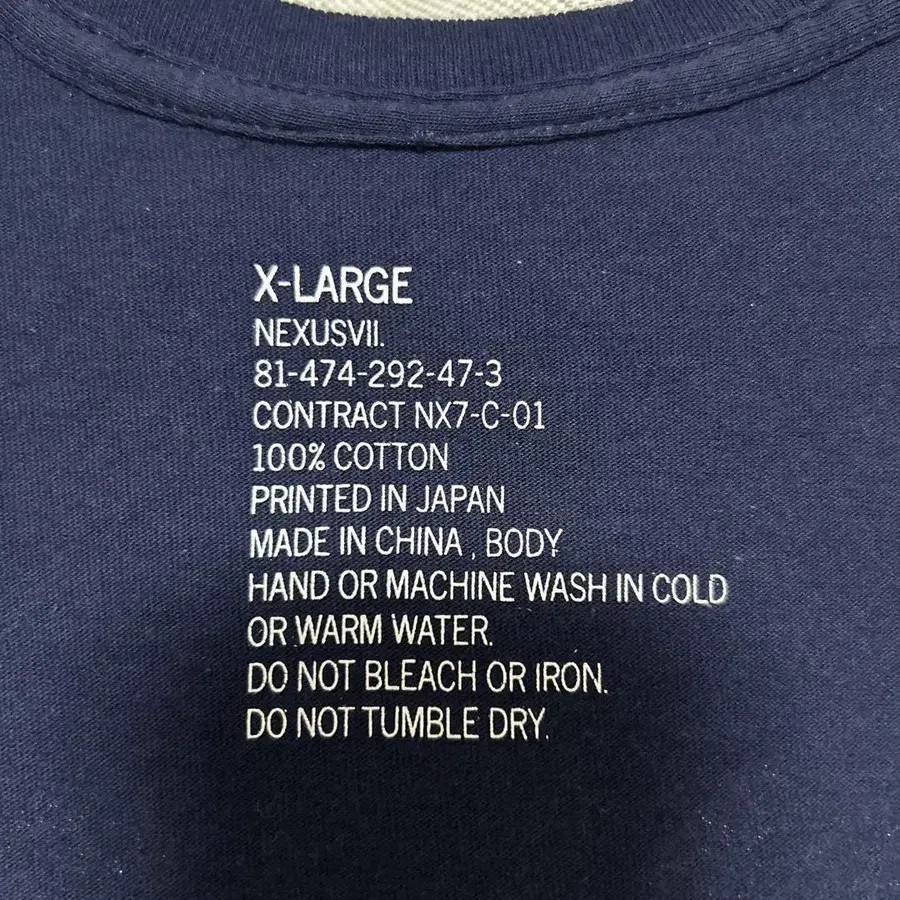 X-LARGE
NEXUSVII.
81-474-292-47-3
CONTRACT NX7-C-01
100% COTTON
PRINTED IN JAPAN
MADE IN CHINA , BODY
HAND OR MACHINE WASH IN COLD
OR WARM WATER.
DO NOT BLEACH OR IRON.
DO NOT TUMBLE DRY.